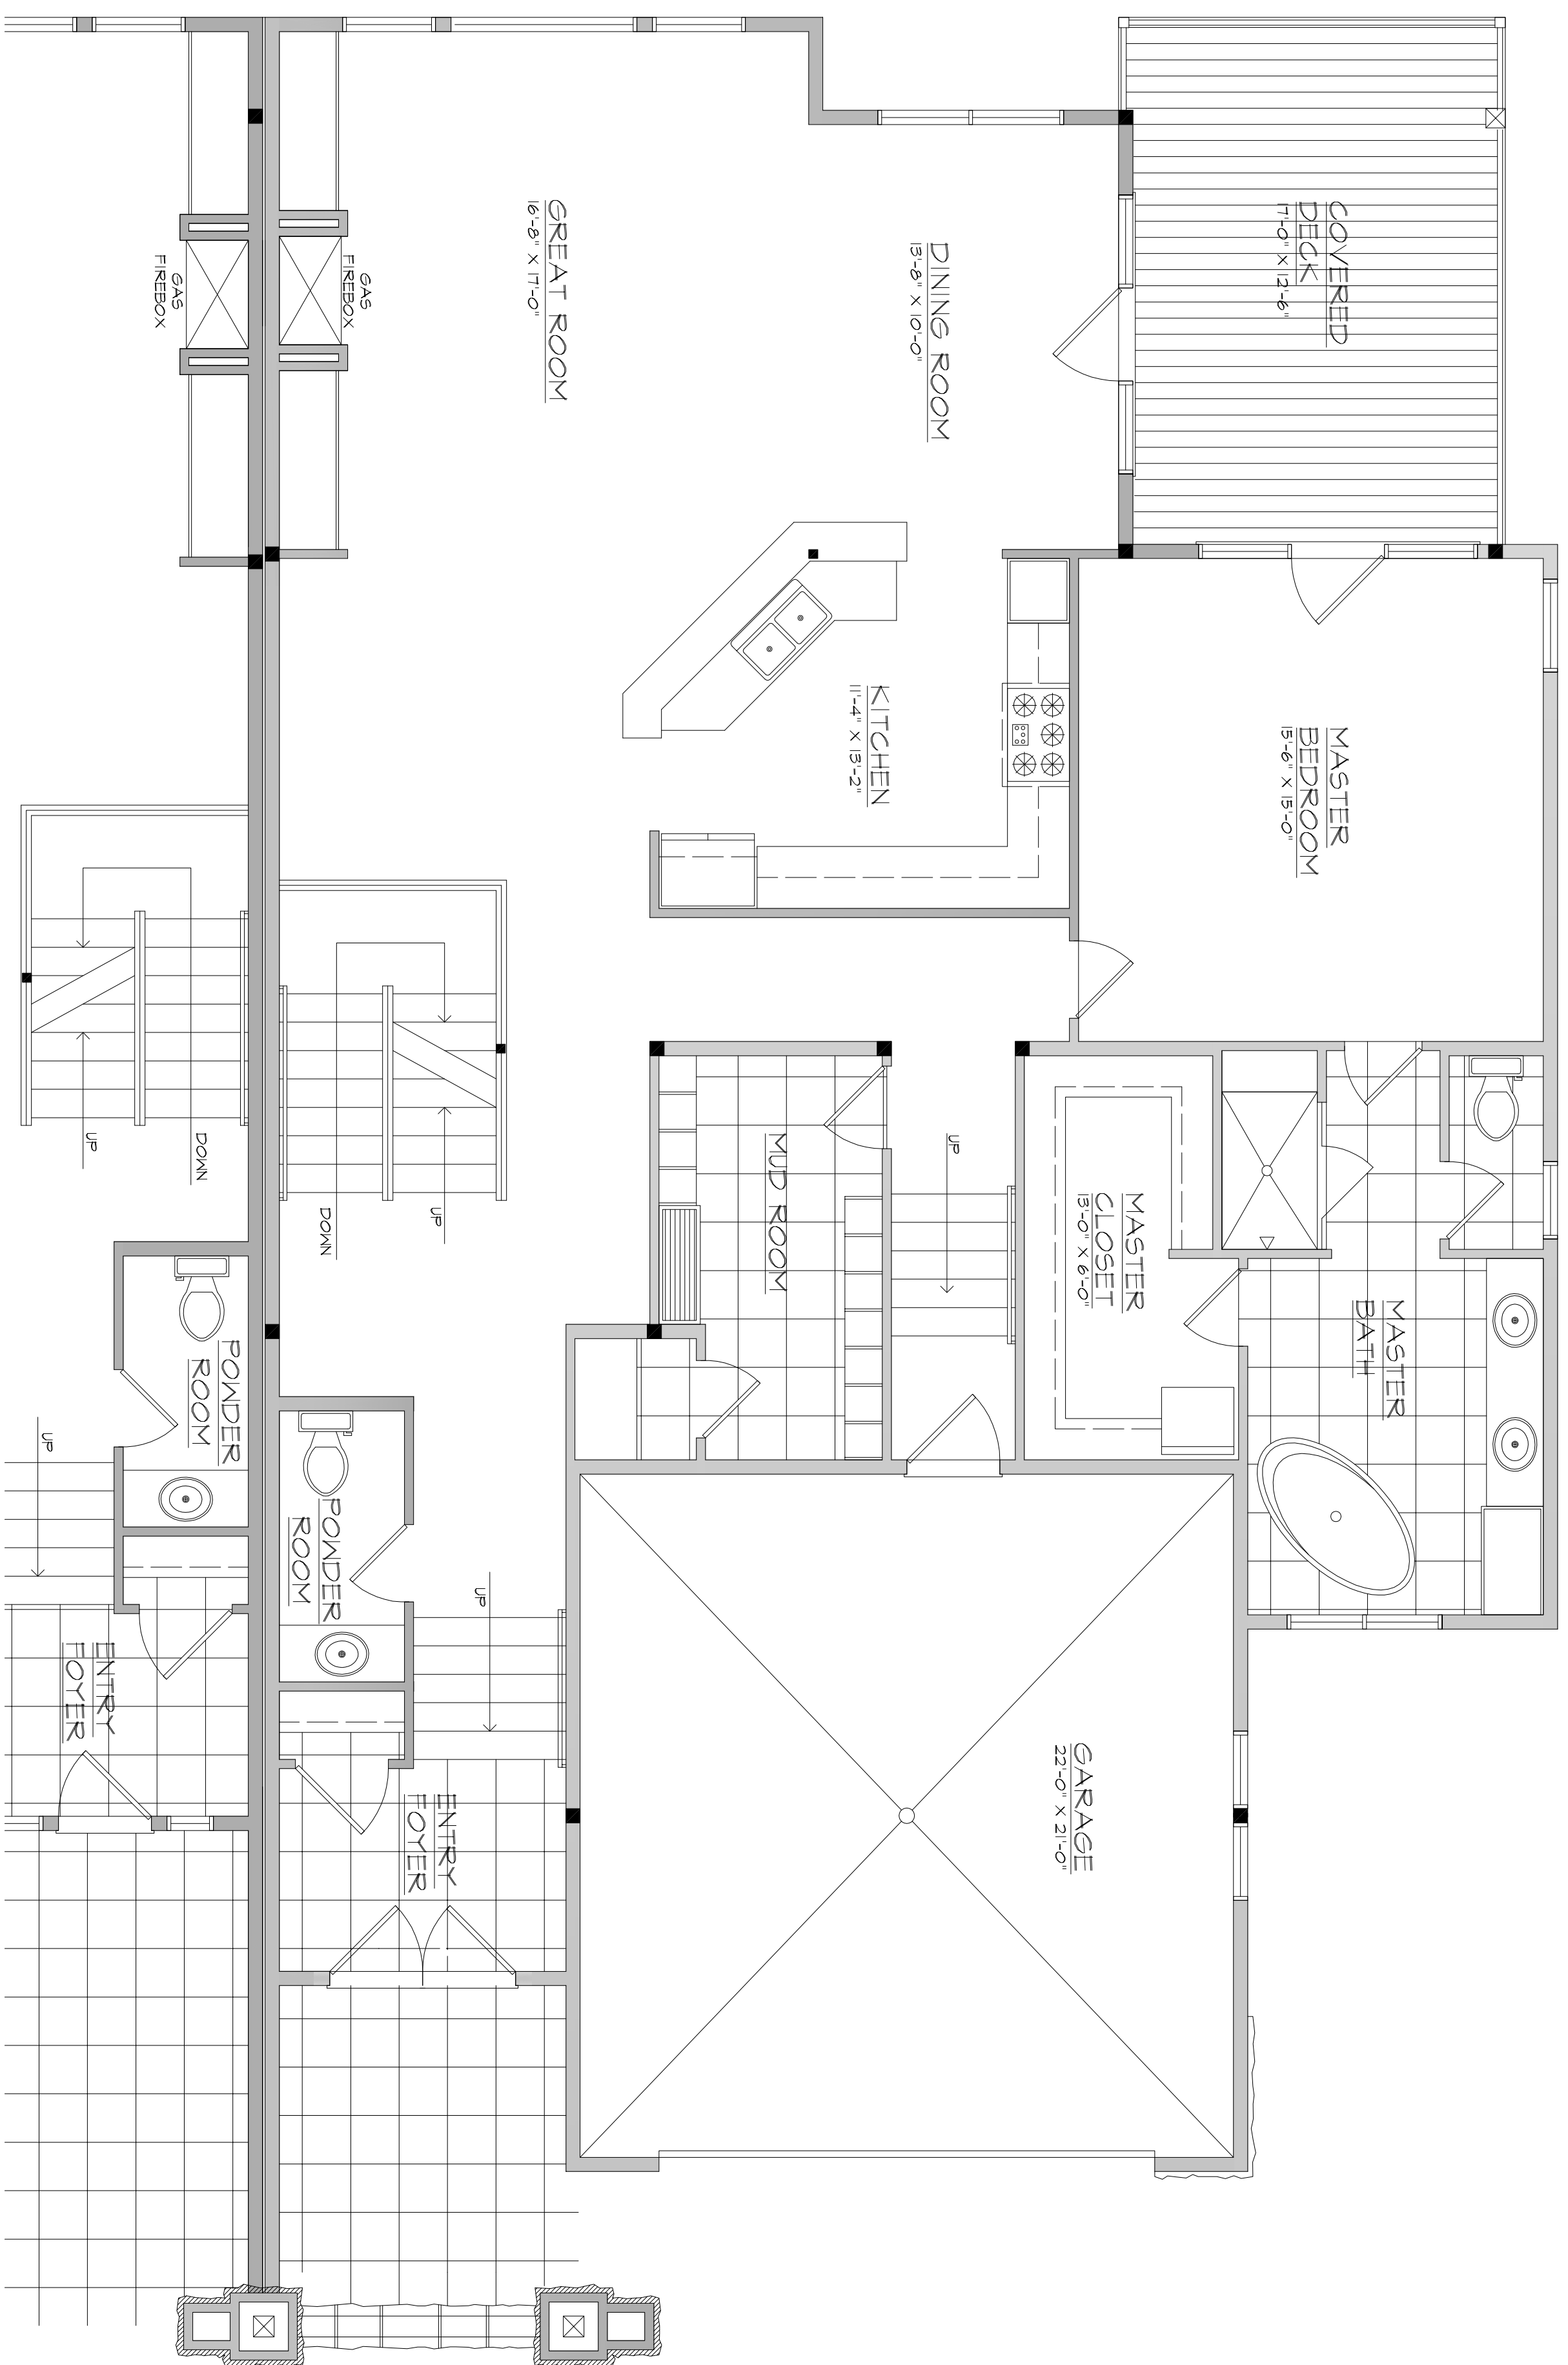 COVERED
DECK
17'-0" X 12'-6"
DINING ROOM
13'-8" X 10'-0"
GREAT ROOM
16'-8" X 17'-0"
GAS
FIREBOX
GAS
FIREBOX
MASTER
BEDROOM
15'-6" X 15'-0"
KITCHEN
11'-4" X 13'-2"
MASTER
BATH
MASTER
CLOSET
13'-0" X 6'-0"
UP
MUD ROOM
UP
DOWN
DOWN
UP
POWDER
ROOM
POWDER
ROOM
UP
UP
GARAGE
22'-0" X 21'-0"
ENTRY
FOYER
ENTRY
FOYER